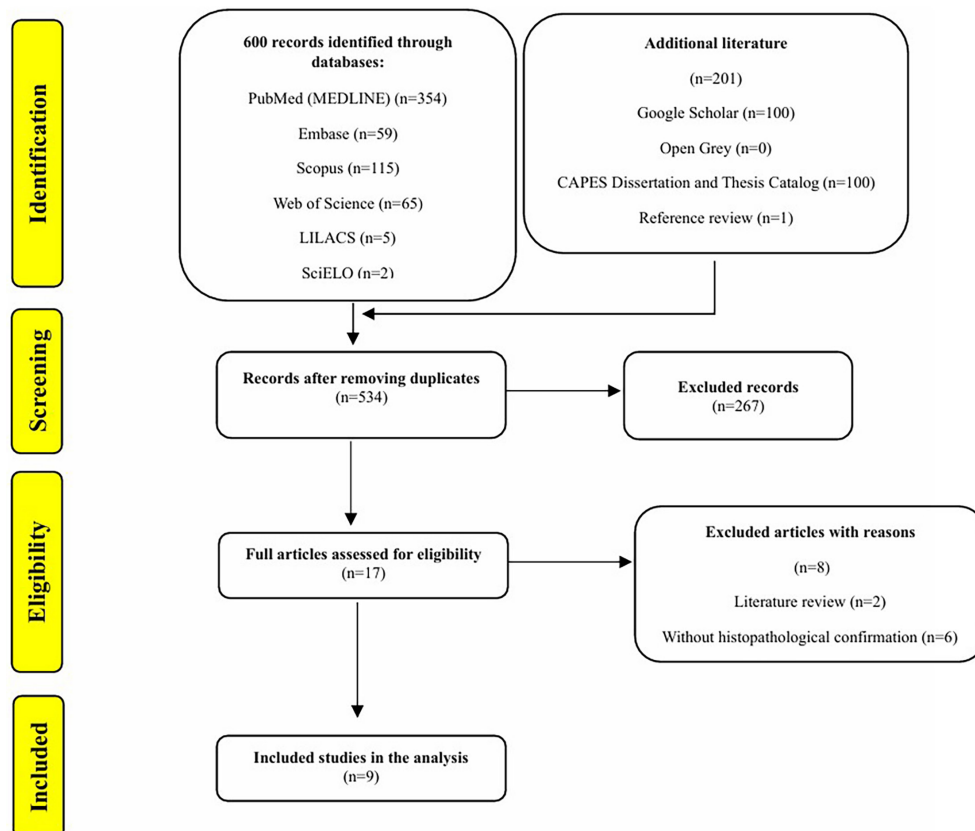 Identification
600 records identified through
databases:
PubMed (MEDLINE) (n=354)
Embase (n=59)
Scopus (n=115)
Web of Science (n=65)
LILACS (n=5)
SciELO (n=2)
Additional literature
(n=201)
Google Scholar (n=100)
Open Grey (n=0)
CAPES Dissertation and Thesis Catalog (n=100)
Reference review (n=1)
Screening
Records after removing duplicates
(n=534)
Excluded records
(n=267)
Eligibility
Full articles assessed for eligibility
(n=17)
Excluded articles with reasons
(n=8)
Literature review (n=2)
Without histopathological confirmation (n=6)
Included
Included studies in the analysis
(n=9)